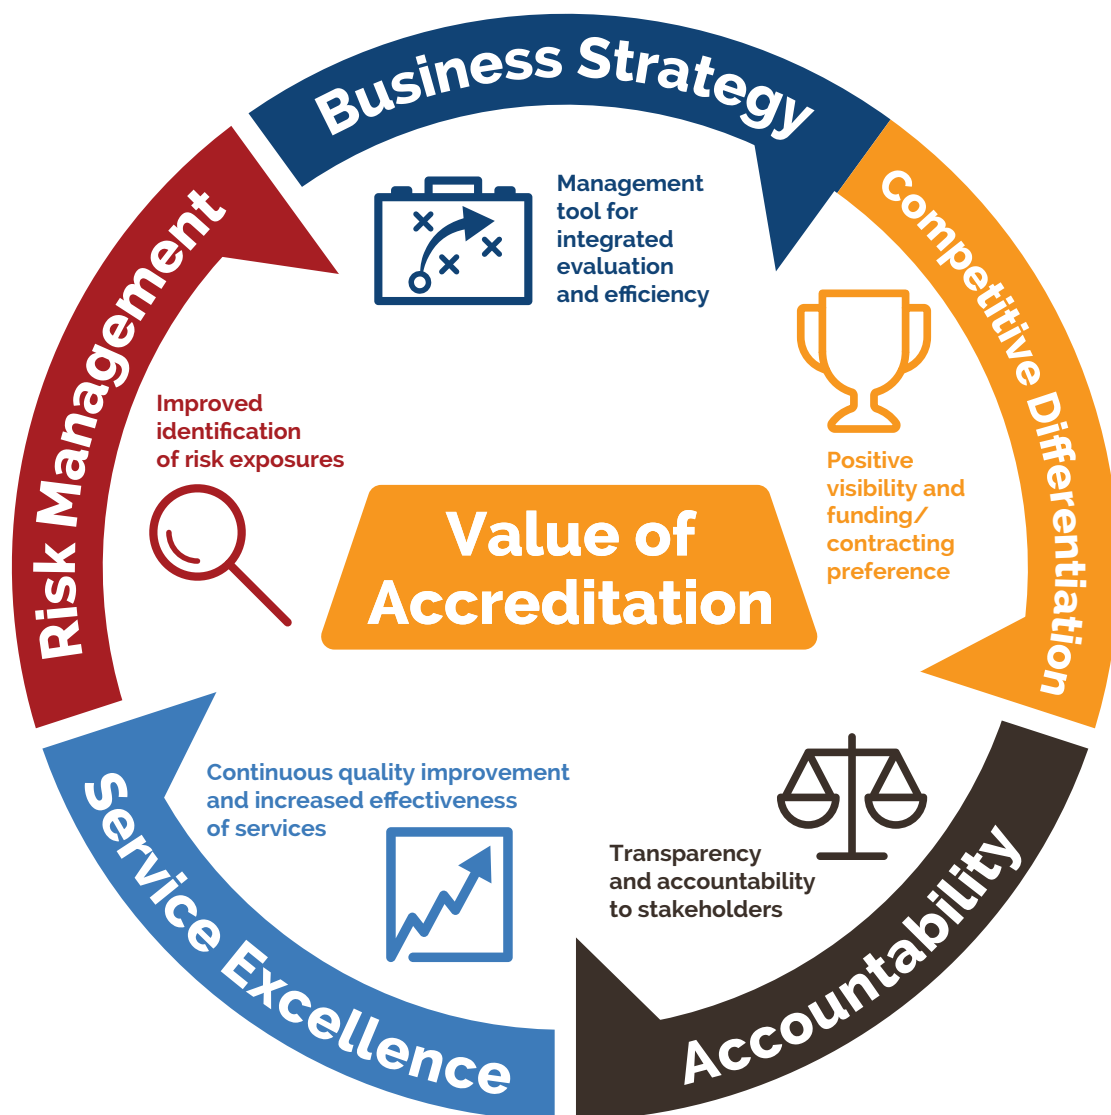 Business Strategy
Management
tool for
integrated
evaluation
and efficiency
Competitive Differentiation
Positive
visibility and
funding/
contracting
preference
Accountability
Transparency
and accountability
to stakeholders
Service Excellence
Continuous quality improvement
and increased effectiveness
of services
Risk Management
Improved
identification
of risk exposures
Value of
Accreditation